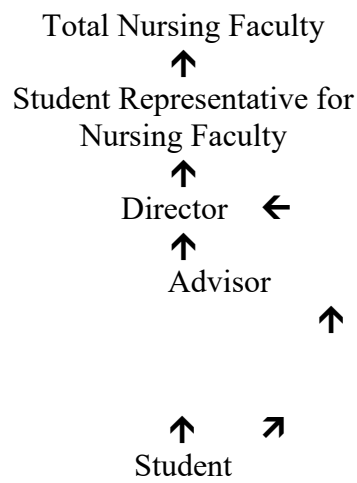 Total Nursing Faculty
↑
Student Representative for
Nursing Faculty
↑
Director ←
↑
Advisor
↑
↑ ↗
Student